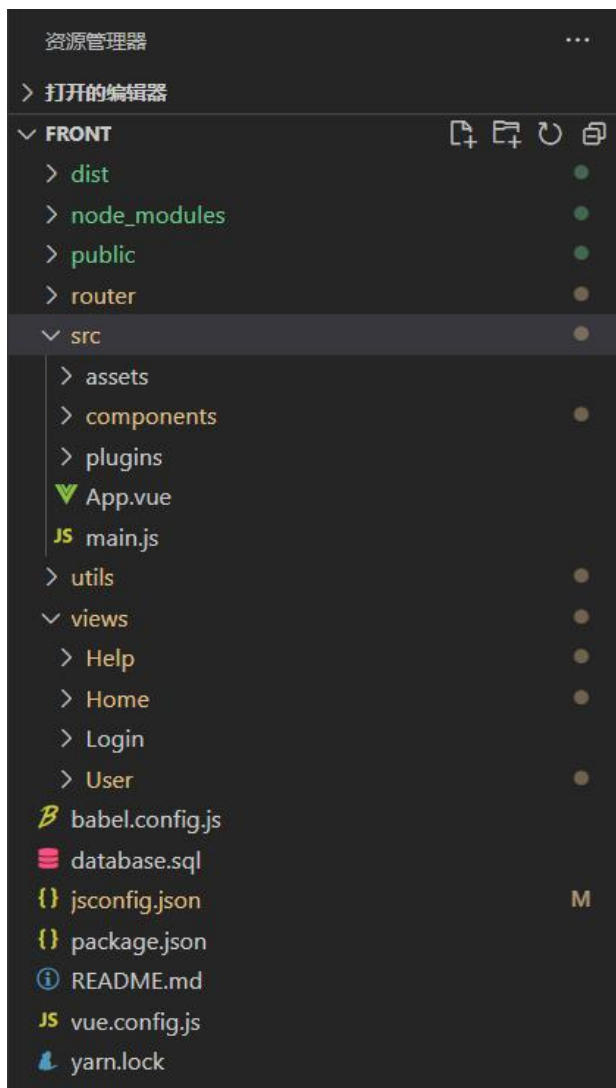 资源管理器
打开的编辑器
FRONT
dist
node_modules
public
router
src
assets
components
plugins
App.vue
JS main.js
utils
views
Help
Home
Login
User
babel.config.js
database.sql
{} jsconfig.json M
{} package.json
README.md
JS vue.config.js
yarn.lock